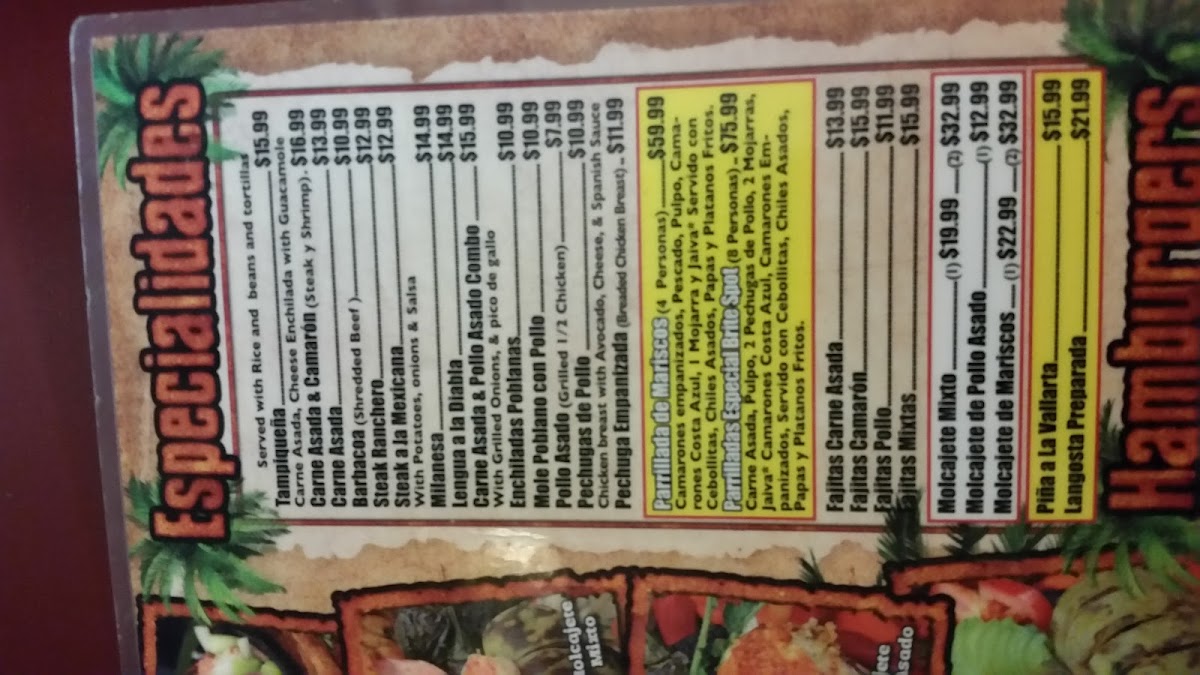 Especialidades
Served with Rice and beans and tortillas
Tampiqueña $15.99
Carne Asada, Cheese Enchilada with Guacamole
Carne Asada & Camarón (Steak y Shrimp). $16.99
Carne Asada $13.99
Barbacoa (Shredded Beef) $10.99
Steak Ranchero $12.99
Steak a la Mexicana $12.99
With Potatoes, onions & Salsa
Milanesa $14.99
Lengua a la Diabla $14.99
Carne Asada & Pollo Asado Combo $15.99
With Grilled Onions, & pico de gallo
Enchiladas Poblanas $10.99
Mole Poblano con Pollo $10.99
Pollo Asado (Grilled 1/2 Chicken) $7.99
Pechugas de Pollo $10.99
Chicken breast with Avocado, Cheese, & Spanish Sauce
Pechuga Empanizada (Breaded Chicken Breast) $11.99
Parillada de Mariscos (4 Personas) $59.99
Camarones empanizados, Pescado, Pulpo, Cama-
rones Costa Azul, 1 Mojarra y Jaiva* Servido con
Cebollitas, Chiles Asados, Papas y Platanos Fritos.
Parrilladas Especial Brite Spot (8 Personas) $75.99
Carne Asada, Pulpo, 2 Pechugas de Pollo, 2 Mojarras,
Jaiva* Camarones Costa Azul, Camarones Em-
panizados, Servido con Cebollitas, Chiles Asados,
Papas y Platanos Fritos.
Fajitas Carne Asada $13.99
Fajitas Camarón $15.99
Fajitas Pollo $11.99
Fajitas Mixtas $15.99
Molcajete Mixto (1) $19.99 (2) $32.99
Molcajete de Pollo Asado (1) $12.99
Molcajete de Mariscos (1) $22.99 (2) $32.99
Piña a La Vallarta $15.99
Langosta Preparada $21.99
Hamburgers
Molcajete
Mixto
Asado